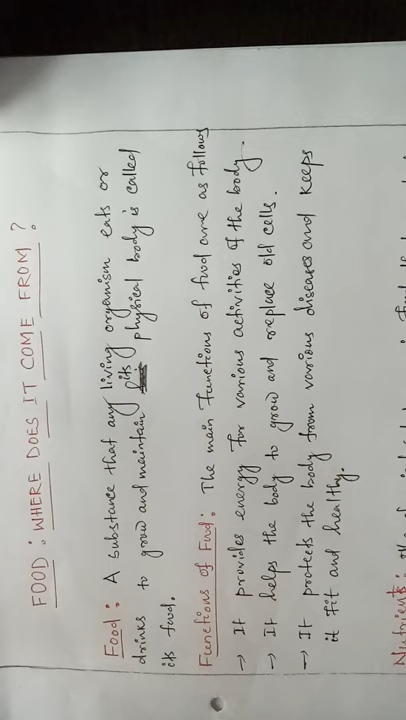 FOOD : WHERE DOES IT COME FROM ?
Food : A substance that any living organism eats or
drinks to grow and maintain its physical body is called
its food.
Functions of Food : The main functions of food are as follows
→ It provides energy for various activities of the body.
→ It helps the body to grow and replace old cells.
→ It protects the body from various diseases and keeps
it fit and healthy.
Nutrients :